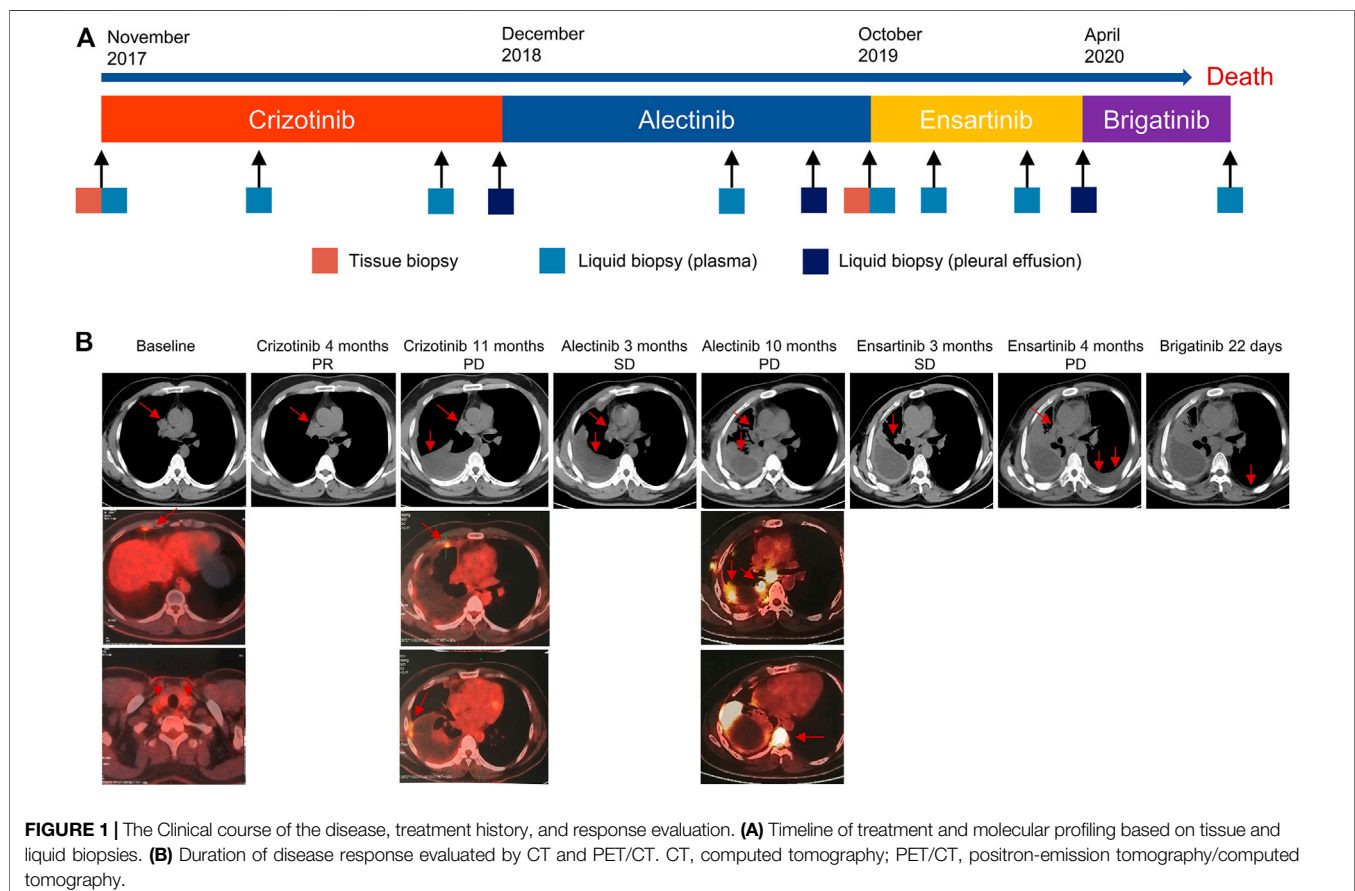 A
November
2017
December
2018
October
2019
April
2020
Death
Crizotinib
Alectinib
Ensartinib
Brigatinib
Tissue biopsy
Liquid biopsy (plasma)
Liquid biopsy (pleural effusion)
B
Baseline
Crizotinib 4 months
PR
Crizotinib 11 months
PD
Alectinib 3 months
SD
Alectinib 10 months
PD
Ensartinib 3 months
SD
Ensartinib 4 months
PD
Brigatinib 22 days
FIGURE 1 | The Clinical course of the disease, treatment history, and response evaluation. (A) Timeline of treatment and molecular profiling based on tissue and
liquid biopsies. (B) Duration of disease response evaluated by CT and PET/CT. CT, computed tomography; PET/CT, positron-emission tomography/computed
tomography.